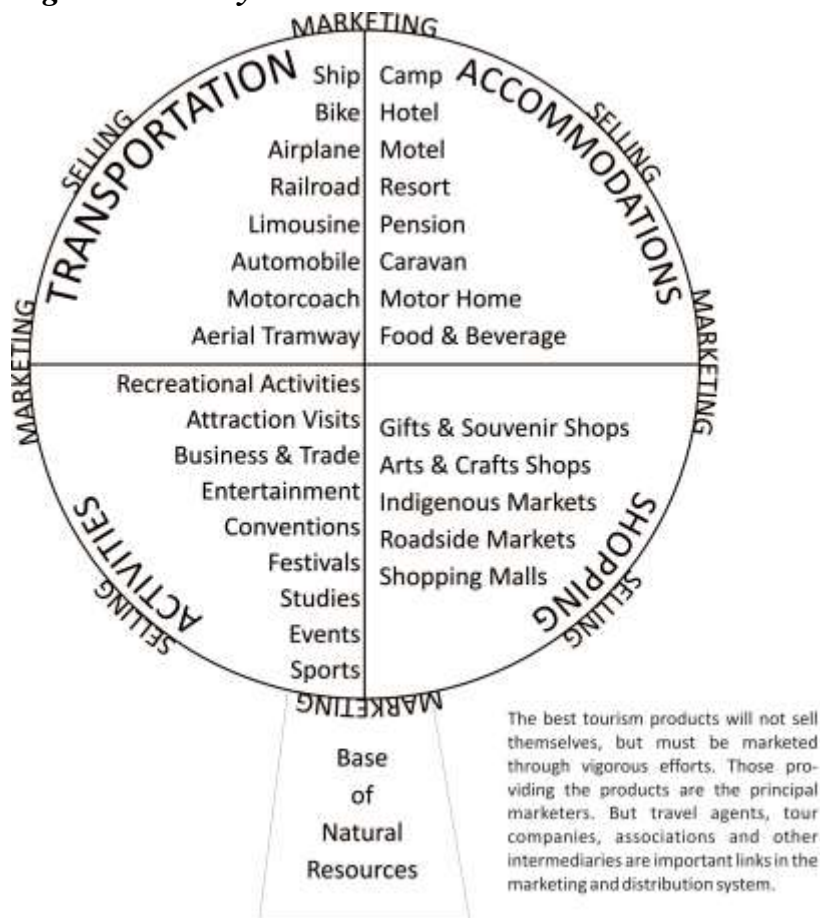 MARKETING
TRANSPORTATION
SELLING
Ship
Bike
Airplane
Railroad
Limousine
Automobile
Motorcoach
Aerial Tramway
ACCOMMODATIONS
SELLING
Camp
Hotel
Motel
Resort
Pension
Caravan
Motor Home
Food & Beverage
MARKETING
MARKETING
Recreational Activities
Attraction Visits
Business & Trade
Entertainment
Conventions
Festivals
Studies
Events
Sports
ACTIVITIES
SELLING
Gifts & Souvenir Shops
Arts & Crafts Shops
Indigenous Markets
Roadside Markets
Shopping Malls
SHOPPING
SELLING
MARKETING
Base
of
Natural
Resources
The best tourism products will not sell
themselves, but must be marketed
through vigorous efforts. Those pro-
viding the products are the principal
marketers. But travel agents, tour
companies, associations and other
intermediaries are important links in the
marketing and distribution system.